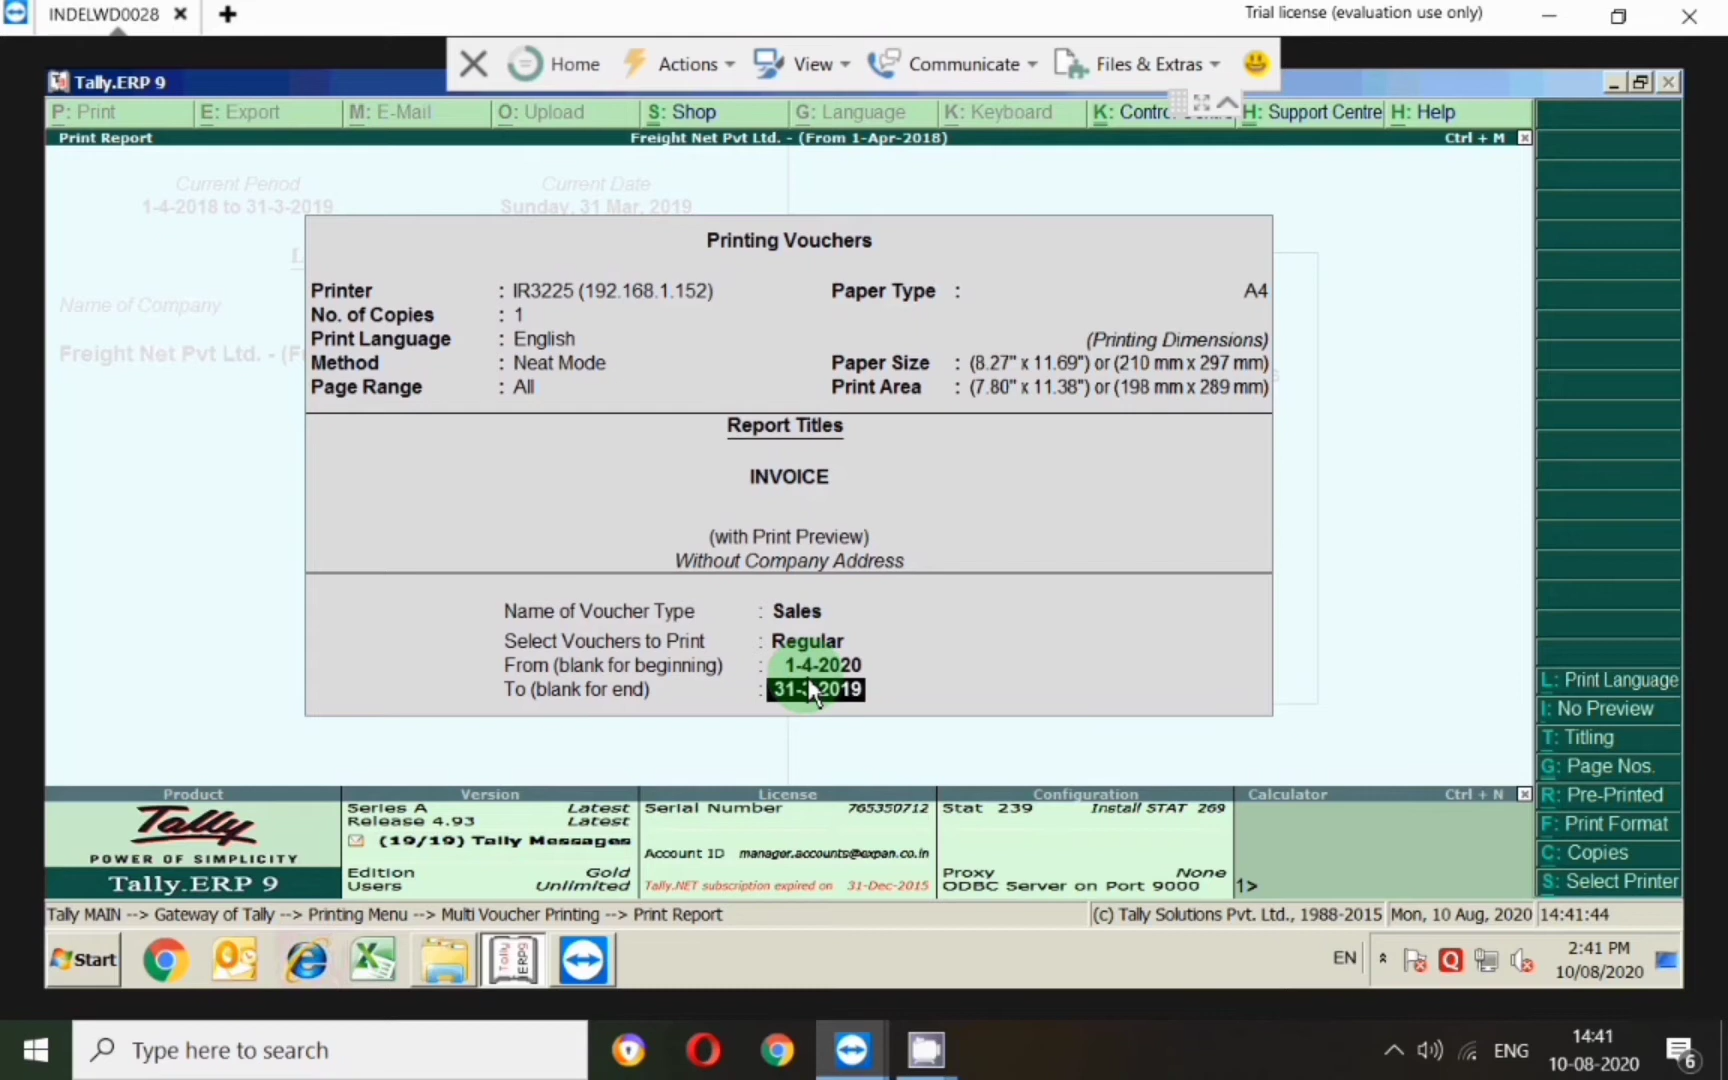 INDELWD0028
Trial license (evaluation use only)
Home Actions View Communicate Files & Extras
Tally.ERP 9
P: Print E: Export M: E-Mail O: Upload S: Shop G: Language K: Keyboard K: Contro H: Support Centre H: Help
Print Report Freight Net Pvt Ltd. - (From 1-Apr-2018) Ctrl + M
Current Period Current Date
1-4-2018 to 31-3-2019 Sunday, 31 Mar, 2019
Name of Company
Freight Net Pvt Ltd. - (F
Printing Vouchers
Printer : IR3225 (192.168.1.152) Paper Type : A4
No. of Copies : 1
Print Language : English (Printing Dimensions)
Method : Neat Mode Paper Size : (8.27" x 11.69") or (210 mm x 297 mm)
Page Range : All Print Area : (7.80" x 11.38") or (198 mm x 289 mm)
Report Titles
INVOICE
(with Print Preview)
Without Company Address
Name of Voucher Type : Sales
Select Vouchers to Print : Regular
From (blank for beginning) : 1-4-2020
To (blank for end) : 31-3-2019
L: Print Language
I: No Preview
T: Titling
G: Page Nos.
R: Pre-Printed
F: Print Format
C: Copies
S: Select Printer
Product Version License Configuration Calculator Ctrl + N
Tally
POWER OF SIMPLICITY
Tally.ERP 9
Series A Latest
Release 4.93 Latest
(19/19) Tally Messages
Edition Gold
Users Unlimited
Serial Number 765350712
Account ID manager.accounts@expan.co.in
Tally.NET subscription expired on 31-Dec-2015
Stat 239 Install STAT 269
Proxy None
ODBC Server on Port 9000
1>
Tally MAIN --> Gateway of Tally --> Printing Menu --> Multi Voucher Printing --> Print Report (c) Tally Solutions Pvt. Ltd., 1988-2015 Mon, 10 Aug, 2020 14:41:44
Start EN 2:41 PM
10/08/2020
Type here to search ENG 14:41
10-08-2020
6